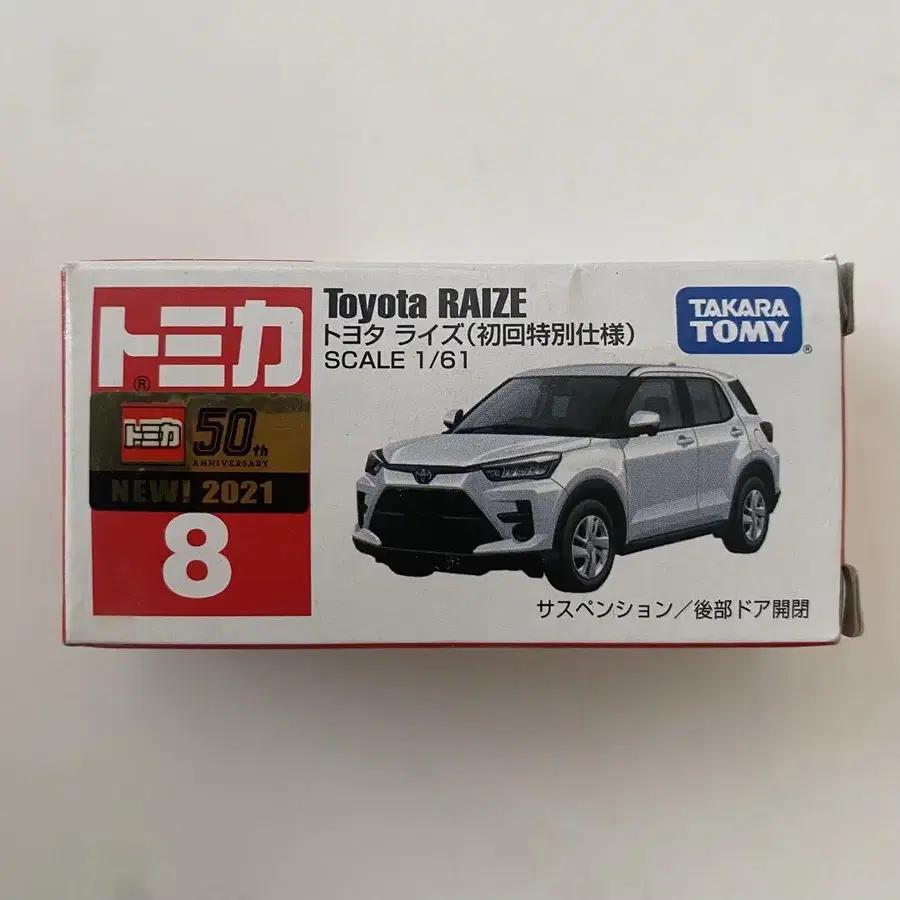 トミカ®
トミカ 50th
ANNIVERSARY
NEW! 2021
8
Toyota RAIZE
トヨタ ライズ（初回特別仕様）
SCALE 1/61
TAKARA
TOMY®
サスペンション／後部ドア開閉